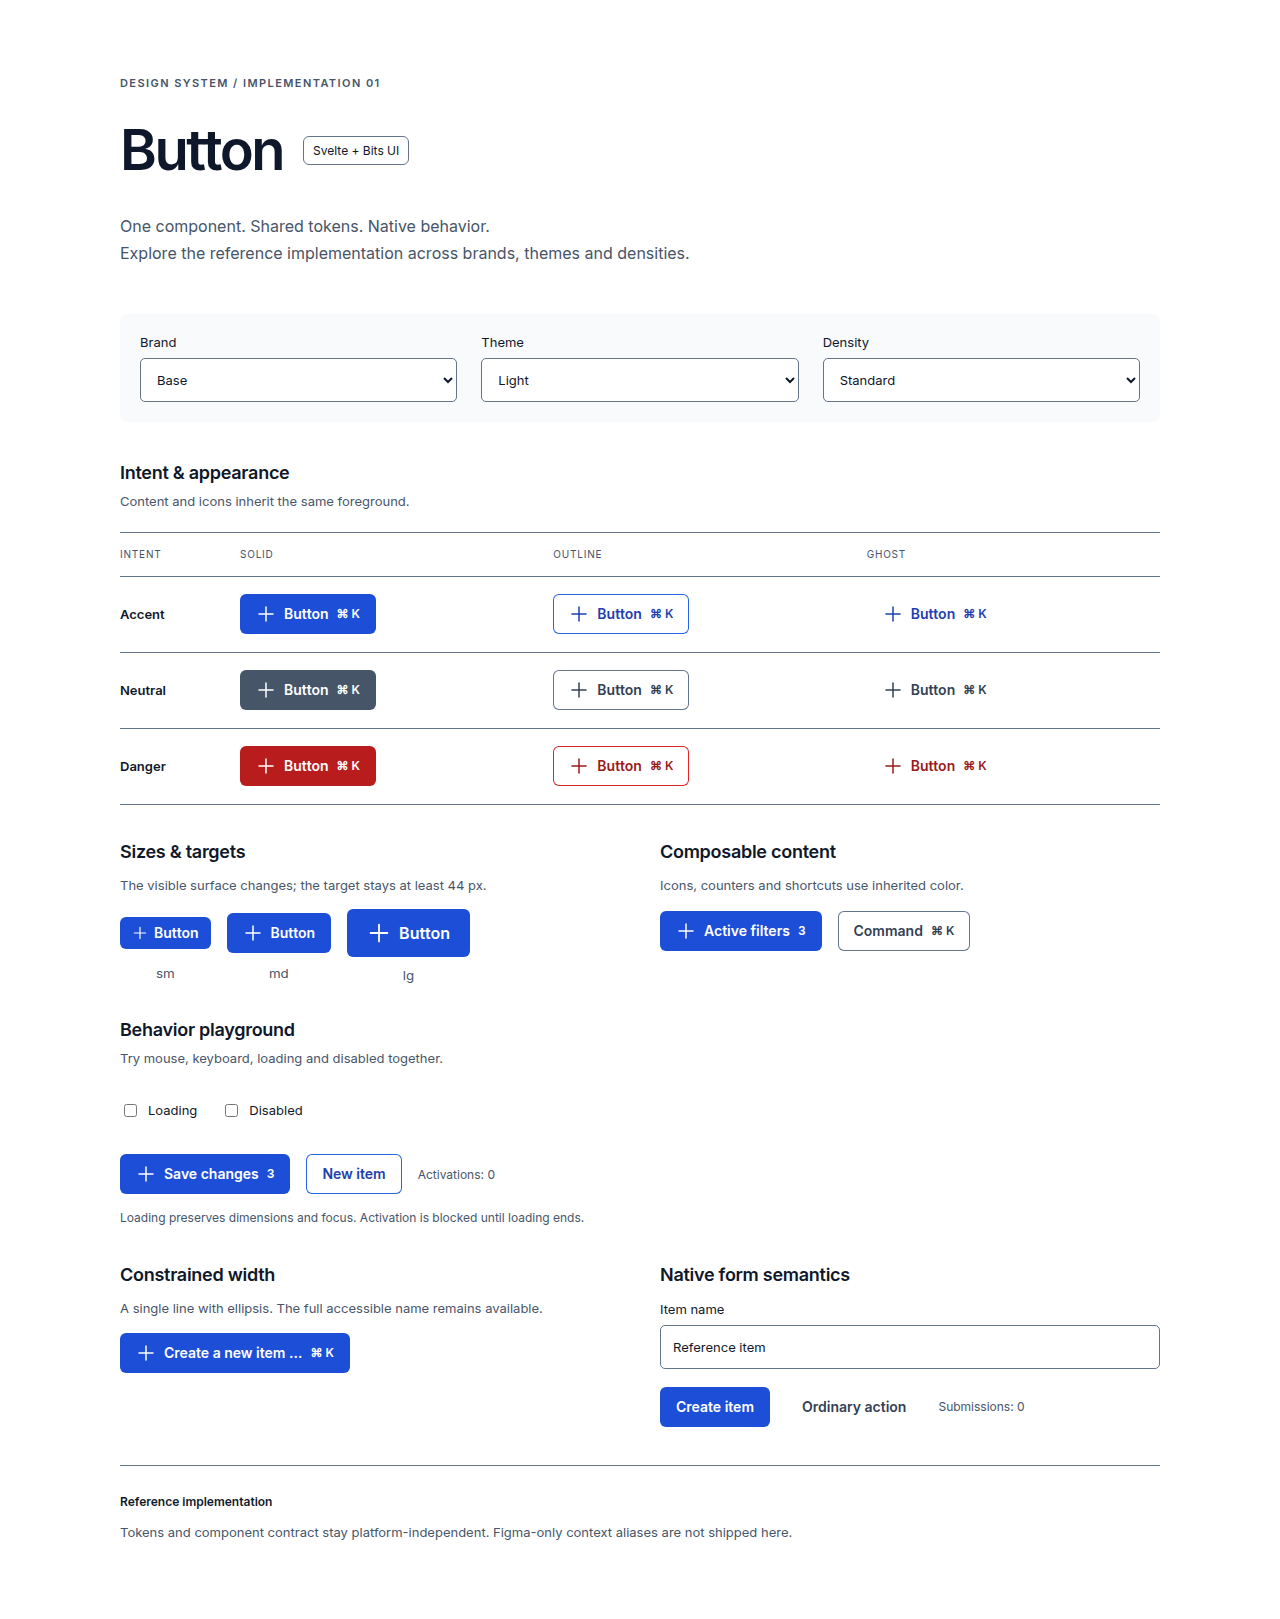 DESIGN SYSTEM / IMPLEMENTATION 01
Button
Svelte + Bits UI
One component. Shared tokens. Native behavior.
Explore the reference implementation across brands, themes and densities.
Brand
Theme
Density
Base
Light
Standard
Intent & appearance
Content and icons inherit the same foreground.
INTENT
SOLID
OUTLINE
GHOST
Accent
Button ⌘ K
Button ⌘ K
Button ⌘ K
Neutral
Button ⌘ K
Button ⌘ K
Button ⌘ K
Danger
Button ⌘ K
Button ⌘ K
Button ⌘ K
Sizes & targets
The visible surface changes; the target stays at least 44 px.
Button
Button
Button
sm
md
lg
Composable content
Icons, counters and shortcuts use inherited color.
Active filters 3
Command ⌘ K
Behavior playground
Try mouse, keyboard, loading and disabled together.
Loading
Disabled
Save changes 3
New item
Activations: 0
Loading preserves dimensions and focus. Activation is blocked until loading ends.
Constrained width
A single line with ellipsis. The full accessible name remains available.
Create a new item ... ⌘ K
Native form semantics
Item name
Reference item
Create item
Ordinary action
Submissions: 0
Reference implementation
Tokens and component contract stay platform-independent. Figma-only context aliases are not shipped here.